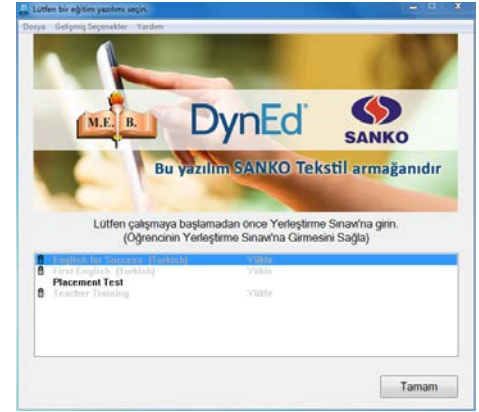 Lütfen bir eğitim yazılımı seçin.
Dosya Gelişmiş Seçenekler Yardım
M.E. B.
DynEd
SANKO
Bu yazılım SANKO Tekstil armağanıdır
Lütfen çalışmaya başlamadan önce Yerleştirme Sınavı'na girin.
(Öğrencinin Yerleştirme Sınavı'na Girmesini Sağla)
English for Success (Turkish) Yükle
First English (Turkish) Yükle
Placement Test
Teacher Training Yükle
Tamam